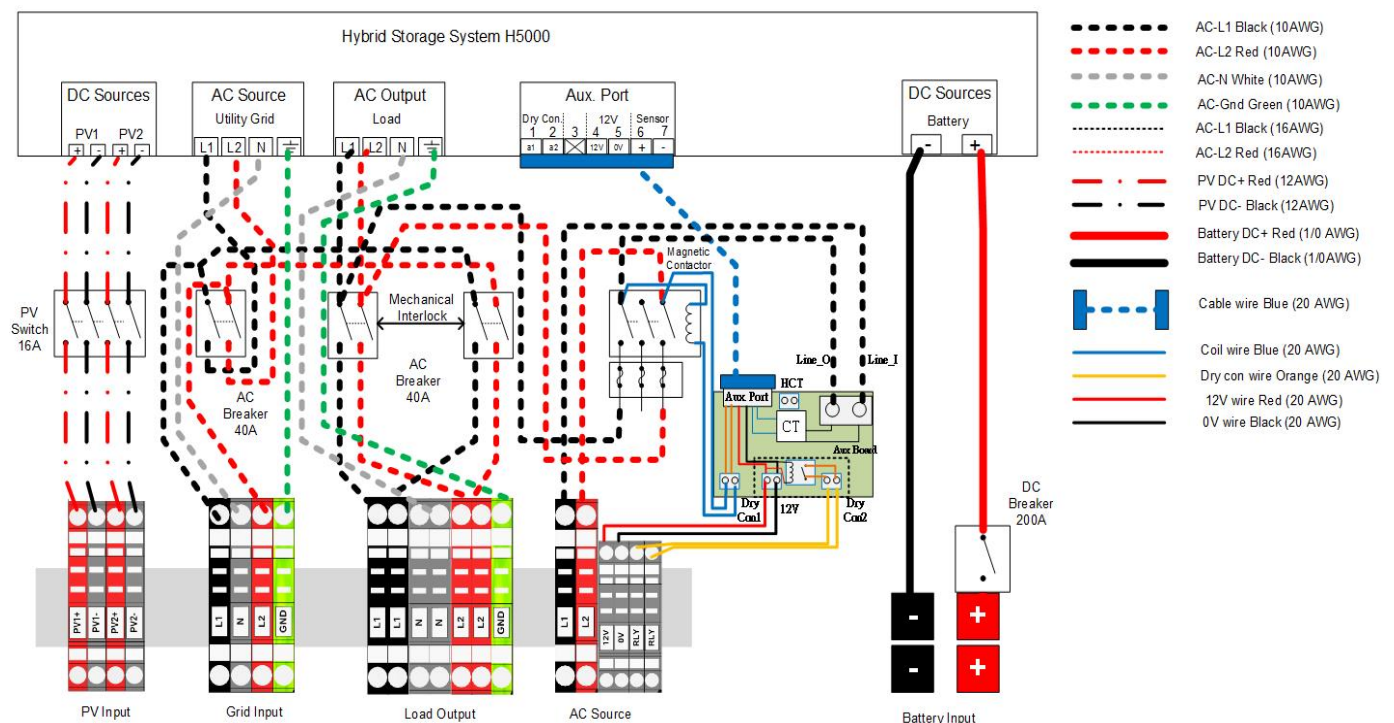 Hybrid Storage System H5000
DC Sources
PV1 PV2
+ - + -
AC Source
Utility Grid
L1 L2 N
AC Output
Load
L1 L2 N
Aux. Port
Dry Con. 12V Sensor
1 2 3 4 5 6 7
a1 a2 12V 0V + -
DC Sources
Battery
- +
AC-L1 Black (10AWG)
AC-L2 Red (10AWG)
AC-N White (10AWG)
AC-Gnd Green (10AWG)
AC-L1 Black (16AWG)
AC-L2 Red (16AWG)
PV DC+ Red (12AWG)
PV DC- Black (12AWG)
Battery DC+ Red (1/0 AWG)
Battery DC- Black (1/0AWG)
Cable wire Blue (20 AWG)
Coil wire Blue (20 AWG)
Dry con wire Orange (20 AWG)
12V wire Red (20 AWG)
0V wire Black (20 AWG)
PV
Switch
16A
AC
Breaker
40A
Mechanical
Interlock
AC
Breaker
40A
Magnetic
Contactor
Line_O
Line_I
HCT
Aux Port
CT
Aux Boad
Dry
Con1
12V
Dry
Con2
DC
Breaker
200A
PV1+ PV1- PV2+ PV2-
L1 N L2 GND
L1 L1 N N L2 L2 GND
L1 L2
12V 0V RLY RLY
- +
- +
PV Input
Grid Input
Load Output
AC Source
Battery Input